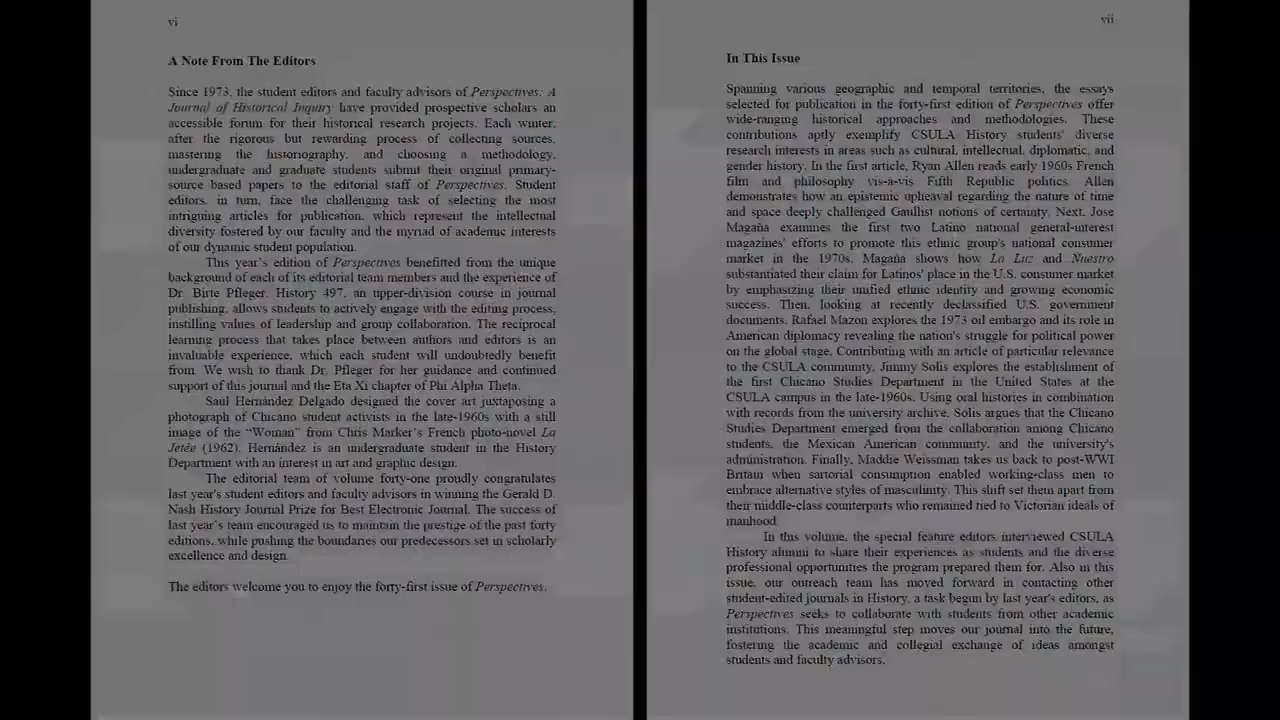 vi
A Note From The Editors
Since 1973, the student editors and faculty advisors of Perspectives: A
Journal of Historical Inquiry have provided prospective scholars an
accessible forum for their historical research projects. Each winter,
after the rigorous but rewarding process of collecting sources,
mastering the historiography, and choosing a methodology,
undergraduate and graduate students submit their original primary-
source based papers to the editorial staff of Perspectives. Student
editors, in turn, face the challenging task of selecting the most
intriguing articles for publication, which represent the intellectual
diversity fostered by our faculty and the myriad of academic interests
of our dynamic student population.
This year's edition of Perspectives benefitted from the unique
background of each of its editorial team members and the experience of
Dr. Birte Pfleger. History 497, an upper-division course in journal
publishing, allows students to actively engage with the editing process,
instilling values of leadership and group collaboration. The reciprocal
learning process that takes place between authors and editors is an
invaluable experience, which each student will undoubtedly benefit
from. We wish to thank Dr. Pfleger for her guidance and continued
support of this journal and the Eta Xi chapter of Phi Alpha Theta.
Saul Hernández Delgado designed the cover art juxtaposing a
photograph of Chicano student activists in the late-1960s with a still
image of the “Woman” from Chris Marker's French photo-novel La
Jetée (1962). Hernández is an undergraduate student in the History
Department with an interest in art and graphic design.
The editorial team of volume forty-one proudly congratulates
last year's student editors and faculty advisors in winning the Gerald D.
Nash History Journal Prize for Best Electronic Journal. The success of
last year's team encouraged us to maintain the prestige of the past forty
editions, while pushing the boundaries our predecessors set in scholarly
excellence and design.
The editors welcome you to enjoy the forty-first issue of Perspectives.
vii
In This Issue
Spanning various geographic and temporal territories, the essays
selected for publication in the forty-first edition of Perspectives offer
wide-ranging historical approaches and methodologies. These
contributions aptly exemplify CSULA History students' diverse
research interests in areas such as cultural, intellectual, diplomatic, and
gender history. In the first article, Ryan Allen reads early 1960s French
film and philosophy vis-a-vis Fifth Republic politics. Allen
demonstrates how an epistemic upheaval regarding the nature of time
and space deeply challenged Gaullist notions of certainty. Next, Jose
Magaña examines the first two Latino national general-interest
magazines' efforts to promote this ethnic group's national consumer
market in the 1970s. Magaña shows how La Luz and Nuestro
substantiated their claim for Latinos' place in the U.S. consumer market
by emphasizing their unified ethnic identity and growing economic
success. Then, looking at recently declassified U.S. government
documents, Rafael Mazon explores the 1973 oil embargo and its role in
American diplomacy revealing the nation's struggle for political power
on the global stage. Contributing with an article of particular relevance
to the CSULA community, Jimmy Solis explores the establishment of
the first Chicano Studies Department in the United States at the
CSULA campus in the late-1960s. Using oral histories in combination
with records from the university archive, Solis argues that the Chicano
Studies Department emerged from the collaboration among Chicano
students, the Mexican American community, and the university's
administration. Finally, Maddie Weissman takes us back to post-WWI
Britain when sartorial consumption enabled working-class men to
embrace alternative styles of masculinity. This shift set them apart from
their middle-class counterparts who remained tied to Victorian ideals of
manhood.
In this volume, the special feature editors interviewed CSULA
History alumni to share their experiences as students and the diverse
professional opportunities the program prepared them for. Also in this
issue, our outreach team has moved forward in contacting other
student-edited journals in History, a task begun by last year's editors, as
Perspectives seeks to collaborate with students from other academic
institutions. This meaningful step moves our journal into the future,
fostering the academic and collegial exchange of ideas amongst
students and faculty advisors.